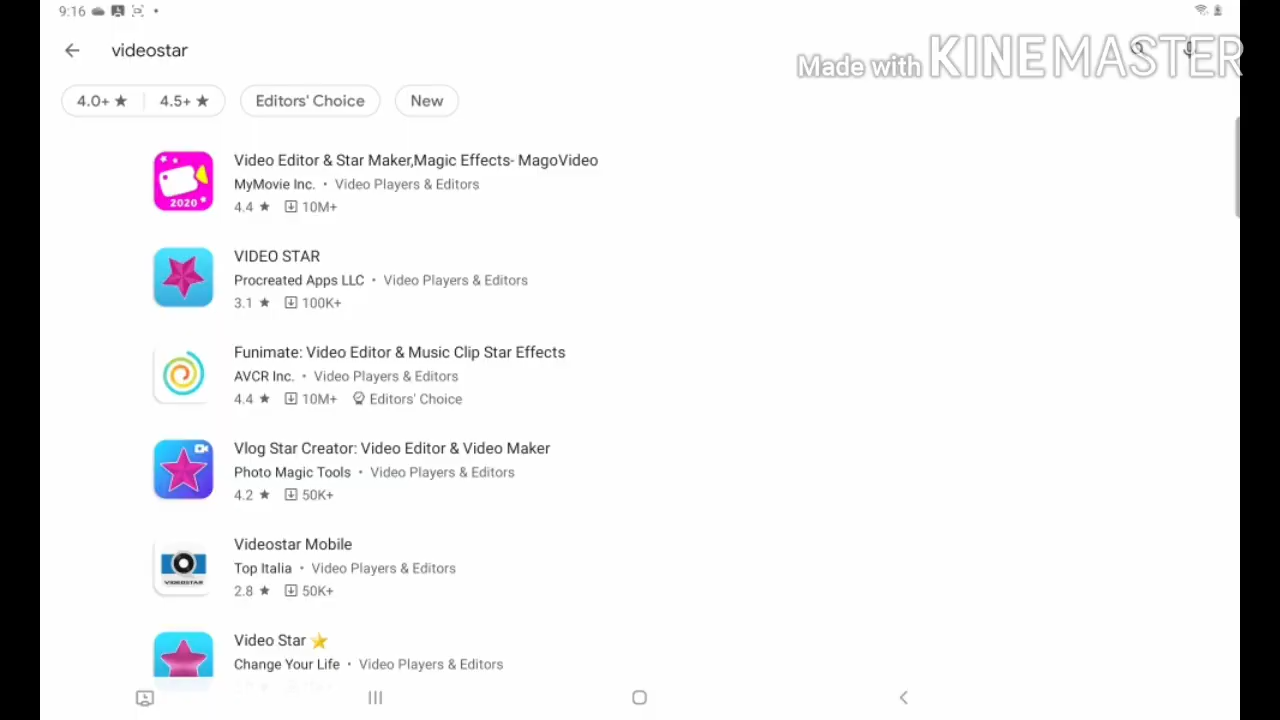 9:16
videostar
Made with KINEMASTER
4.0+ ★ 4.5+ ★ Editors' Choice New
Video Editor & Star Maker,Magic Effects- MagoVideo
MyMovie Inc. • Video Players & Editors
2020
4.4 ★ 10M+
VIDEO STAR
Procreated Apps LLC • Video Players & Editors
3.1 ★ 100K+
Funimate: Video Editor & Music Clip Star Effects
AVCR Inc. • Video Players & Editors
4.4 ★ 10M+ Editors' Choice
Vlog Star Creator: Video Editor & Video Maker
Photo Magic Tools • Video Players & Editors
4.2 ★ 50K+
Videostar Mobile
Top Italia • Video Players & Editors
VIDEOSTAR
2.8 ★ 50K+
Video Star ⭐
Change Your Life • Video Players & Editors